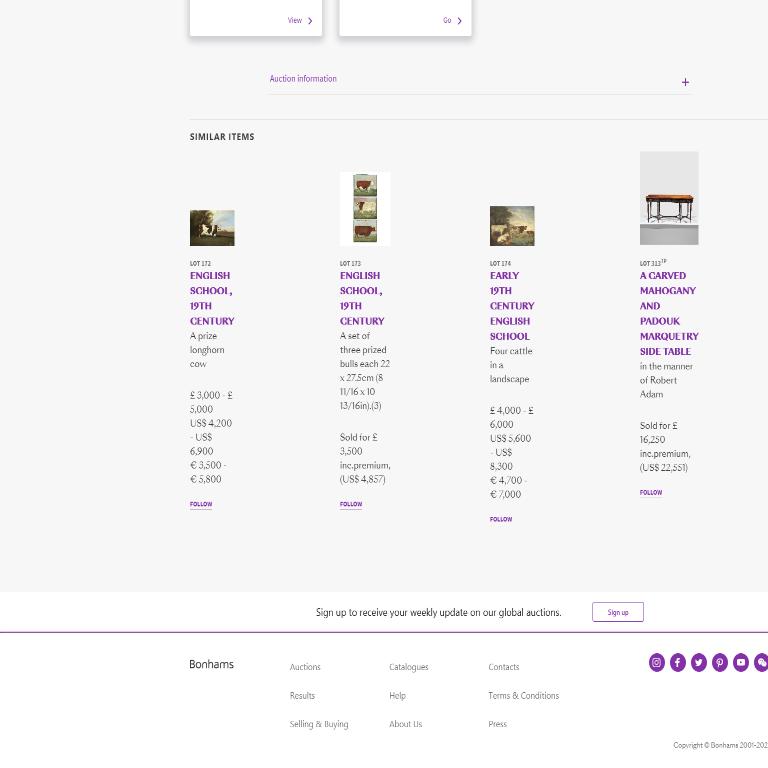 View
Go
Auction information
SIMILAR ITEMS
LOT 172
ENGLISH
SCHOOL,
19TH
CENTURY
A prize
longhorn
cow
£ 3,000 - £
5,000
US$ 4,200
- US$
6,900
€ 3,500 -
€ 5,800
FOLLOW
LOT 173
ENGLISH
SCHOOL,
19TH
CENTURY
A set of
three prized
bulls each 22
x 27.5cm (8
11/16 x 10
13/16in).(3)
Sold for £
3,500
inc.premium,
(US$ 4,857)
FOLLOW
LOT 174
EARLY
19TH
CENTURY
ENGLISH
SCHOOL
Four cattle
in a
landscape
£ 4,000 - £
6,000
US$ 5,600
- US$
8,300
€ 4,700 -
€ 7,000
FOLLOW
LOT 313TP
A CARVED
MAHOGANY
AND
PADOUK
MARQUETRY
SIDE TABLE
in the manner
of Robert
Adam
Sold for £
16,250
inc.premium,
(US$ 22,551)
FOLLOW
Sign up to receive your weekly update on our global auctions.
Sign up
Bonhams
Auctions
Catalogues
Contacts
Results
Help
Terms & Conditions
Selling & Buying
About Us
Press
Copyright © Bonhams 2001-202